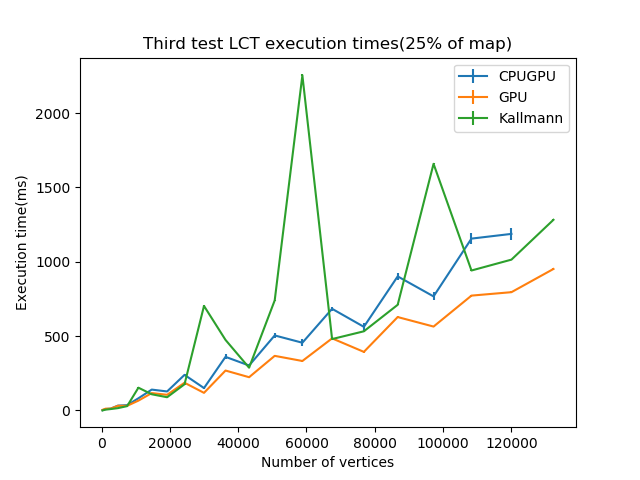 Third test LCT execution times(25% of map)
CPUGPU
GPU
Kallmann
Execution time(ms)
2000
1500
1000
500
0
0 20000 40000 60000 80000 100000 120000
Number of vertices